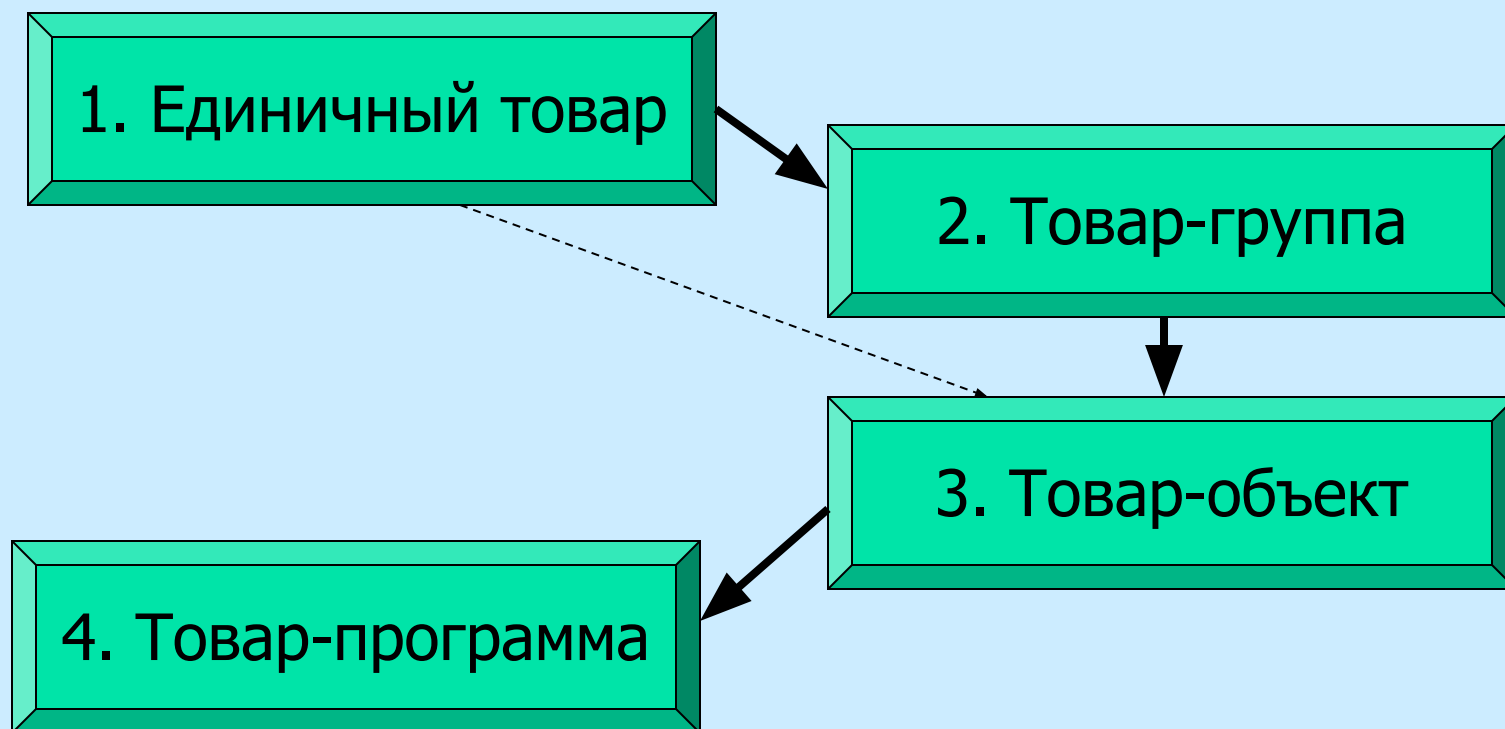 1. Единичный товар
2. Товар-группа
3. Товар-объект
4. Товар-программа